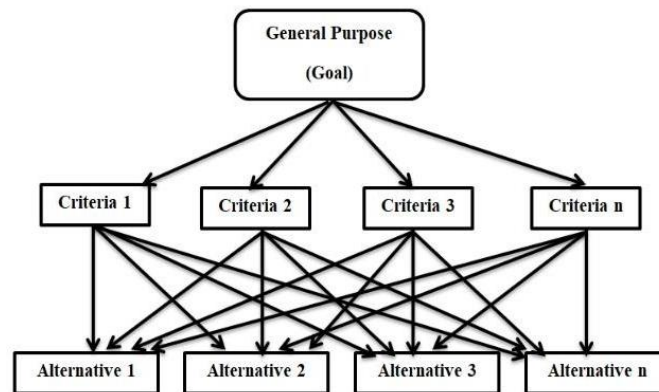 General Purpose
(Goal)
Criteria 1
Criteria 2
Criteria 3
Criteria n
Alternative 1
Alternative 2
Alternative 3
Alternative n